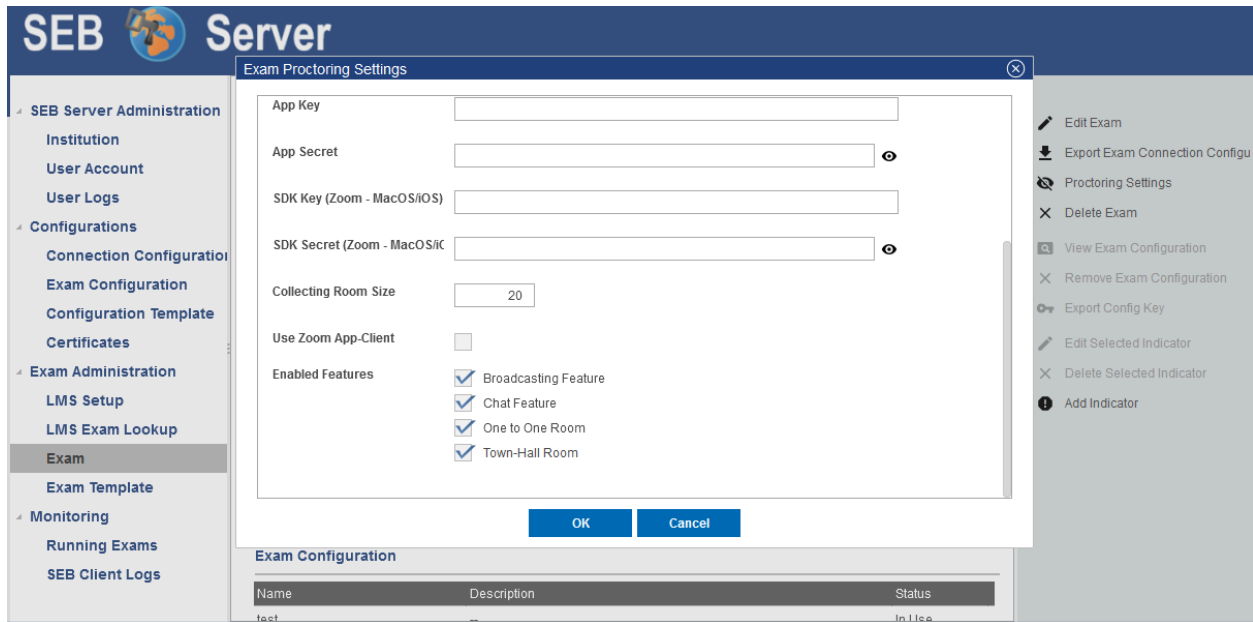 SEB Server
Exam Proctoring Settings
SEB Server Administration
Institution
User Account
User Logs
Configurations
Connection Configuration
Exam Configuration
Configuration Template
Certificates
Exam Administration
LMS Setup
LMS Exam Lookup
Exam
Exam Template
Monitoring
Running Exams
SEB Client Logs
App Key
App Secret
SDK Key (Zoom - MacOS/iOS)
SDK Secret (Zoom - MacOS/iO
Collecting Room Size
20
Use Zoom App-Client
Enabled Features
Broadcasting Feature
Chat Feature
One to One Room
Town-Hall Room
OK
Cancel
Exam Configuration
Name Description Status
test -- In Use
Edit Exam
Export Exam Connection Configu
Proctoring Settings
Delete Exam
View Exam Configuration
Remove Exam Configuration
Export Config Key
Edit Selected Indicator
Delete Selected Indicator
Add Indicator